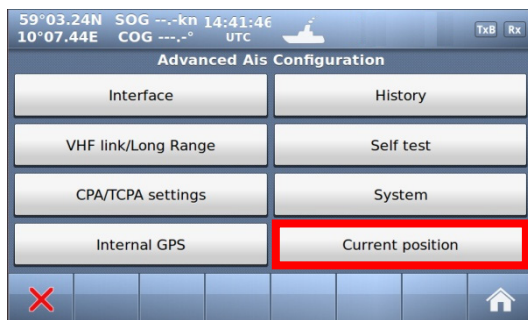 59°03.24N SOG --.-kn 14:41:46
10°07.44E COG ---.-° UTC
TxB Rx
Advanced Ais Configuration
Interface History
VHF link/Long Range Self test
CPA/TCPA settings System
Internal GPS Current position